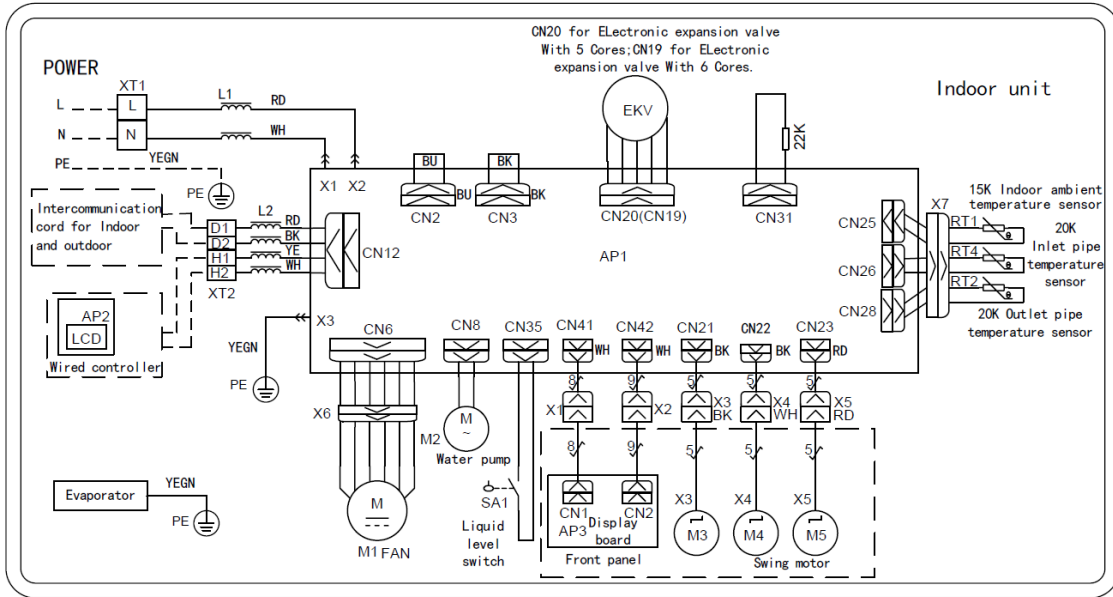 CN20 for ELectronic expansion valve
With 5 Cores;CN19 for ELectronic
expansion valve With 6 Cores.
POWER
Indoor unit
XT1
L
L
L1
RD
N
N
WH
PE
YEGN
PE
X1
X2
EKV
22K
BU
BU
CN2
BK
BK
CN3
CN20(CN19)
CN31
Intercommunication
cord for Indoor
and outdoor
L2
D1
RD
D2
BK
H1
YE
H2
WH
XT2
CN12
AP1
CN25
CN26
CN28
X7
15K Indoor ambient
temperature sensor
RT1
20K
Inlet pipe
RT4
temperature
sensor
RT2
20K Outlet pipe
temperature sensor
AP2
LCD
Wired controller
X3
YEGN
PE
CN6
CN8
CN35
CN41
WH
CN42
WH
CN21
BK
CN22
BK
CN23
RD
8
9
5
5
5
X6
X1
X2
X3
BK
X4
WH
X5
RD
M
~
M2
Water pump
8
9
5
5
5
SA1
Liquid
level
switch
M
M1 FAN
CN1
CN2
AP3
Display
board
Front panel
X3
M3
X4
M4
X5
M5
Swing motor
Evaporator
YEGN
PE